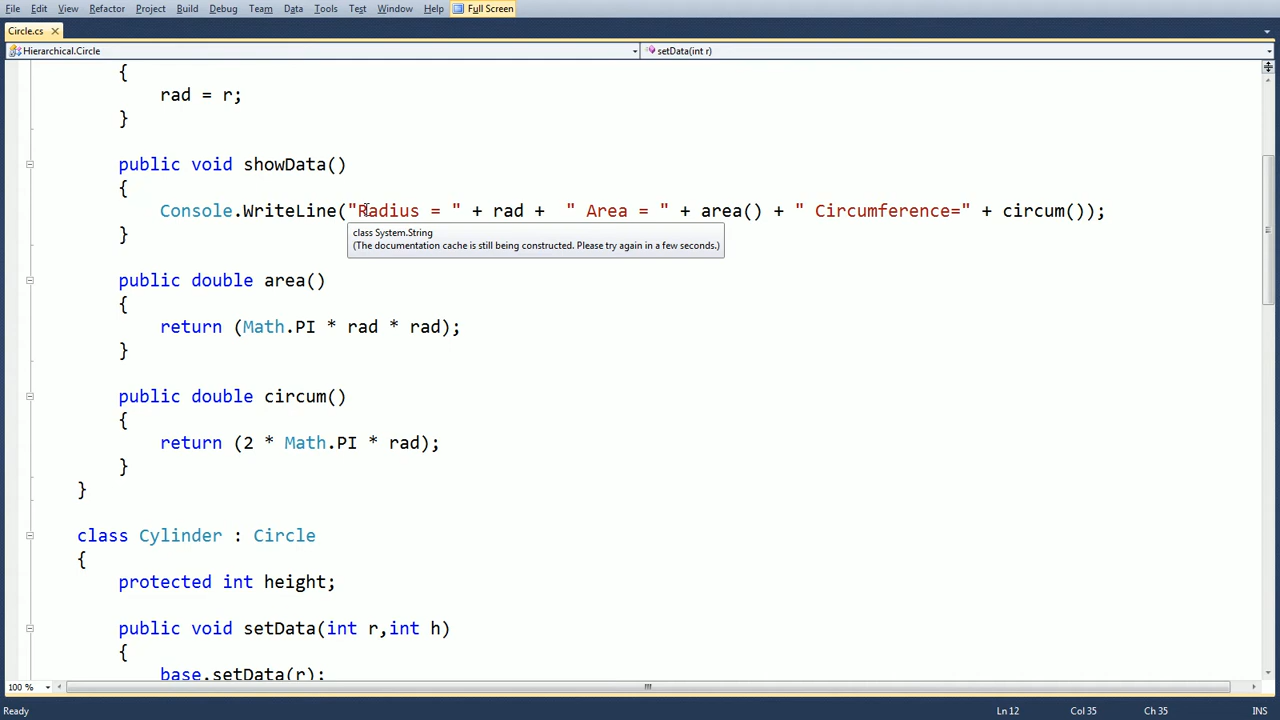 File Edit View Refactor Project Build Debug Team Data Tools Test Window Help Full Screen
Circle.cs
Hierarchical.Circle setData(int r)
{
rad = r;
}
public void showData()
{
Console.WriteLine("Radius = " + rad +  " Area = " + area() + " Circumference=" + circum());
class System.String
(The documentation cache is still being constructed. Please try again in a few seconds.)
}
public double area()
{
return (Math.PI * rad * rad);
}
public double circum()
{
return (2 * Math.PI * rad);
}
}
class Cylinder : Circle
{
protected int height;
public void setData(int r,int h)
{
base.setData(r);
100 %
Ready Ln 12 Col 35 Ch 35 INS